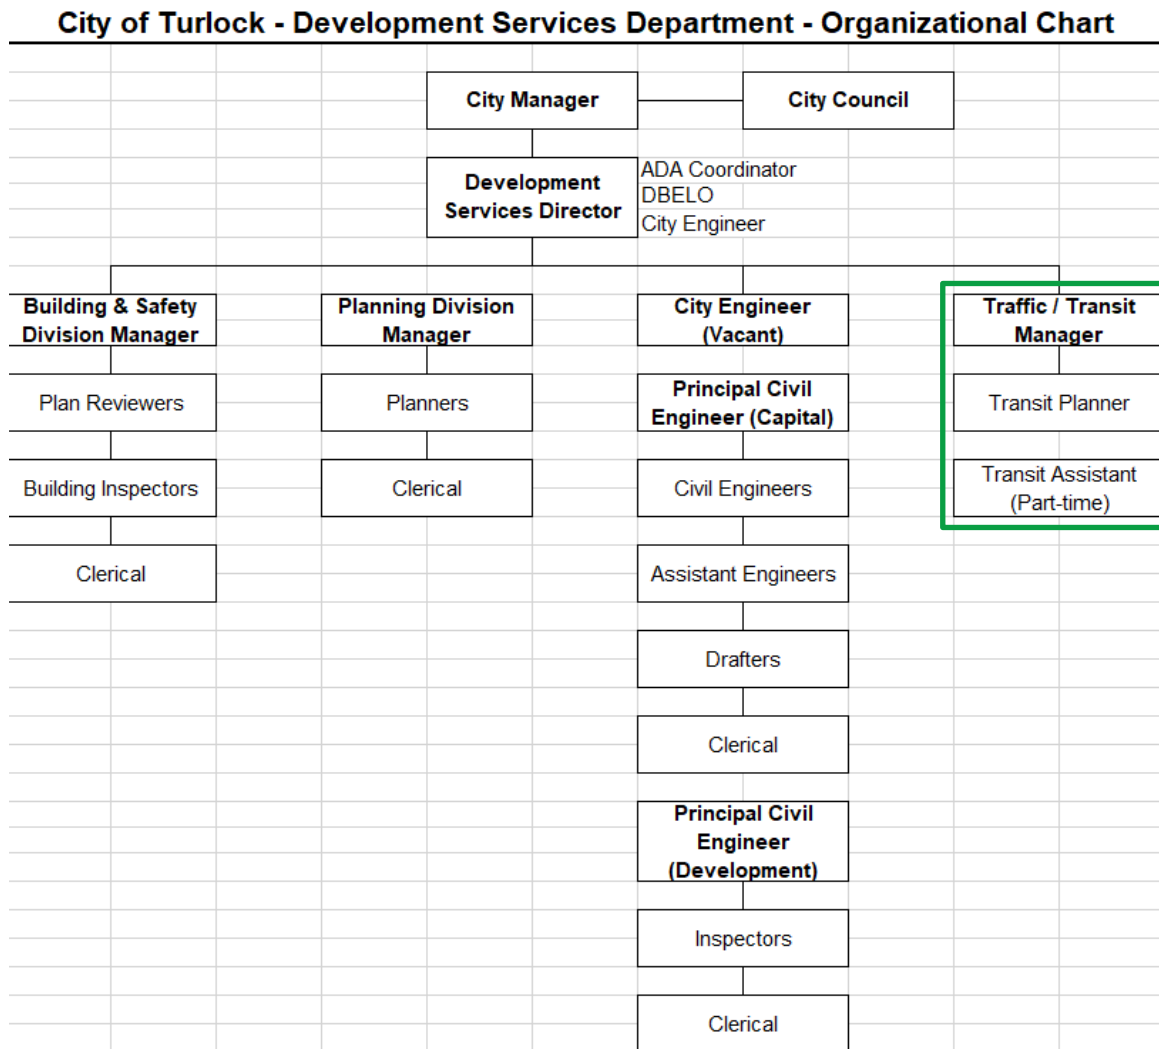 City of Turlock - Development Services Department - Organizational Chart
City Manager
City Council
Development
Services Director
ADA Coordinator
DBELO
City Engineer
Building & Safety
Division Manager
Plan Reviewers
Building Inspectors
Clerical
Planning Division
Manager
Planners
Clerical
City Engineer
(Vacant)
Principal Civil
Engineer (Capital)
Civil Engineers
Assistant Engineers
Drafters
Clerical
Principal Civil
Engineer
(Development)
Inspectors
Clerical
Traffic / Transit
Manager
Transit Planner
Transit Assistant
(Part-time)